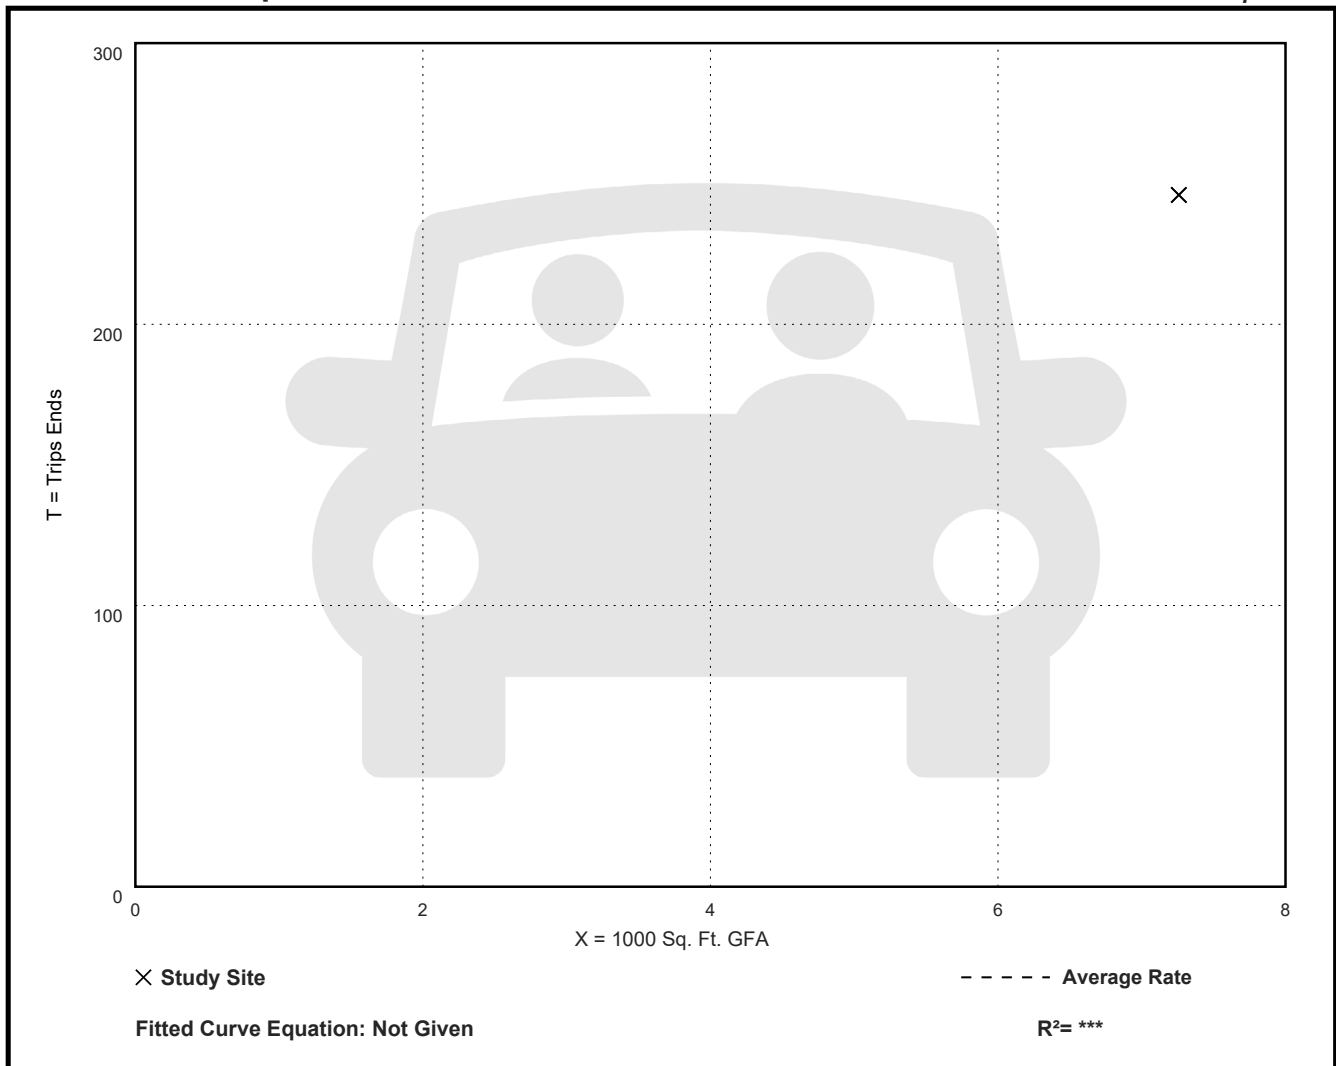 300
200
100
0
T = Trips Ends
0 2 4 6 8
X = 1000 Sq. Ft. GFA
Study Site
Average Rate
Fitted Curve Equation: Not Given
R²= ***